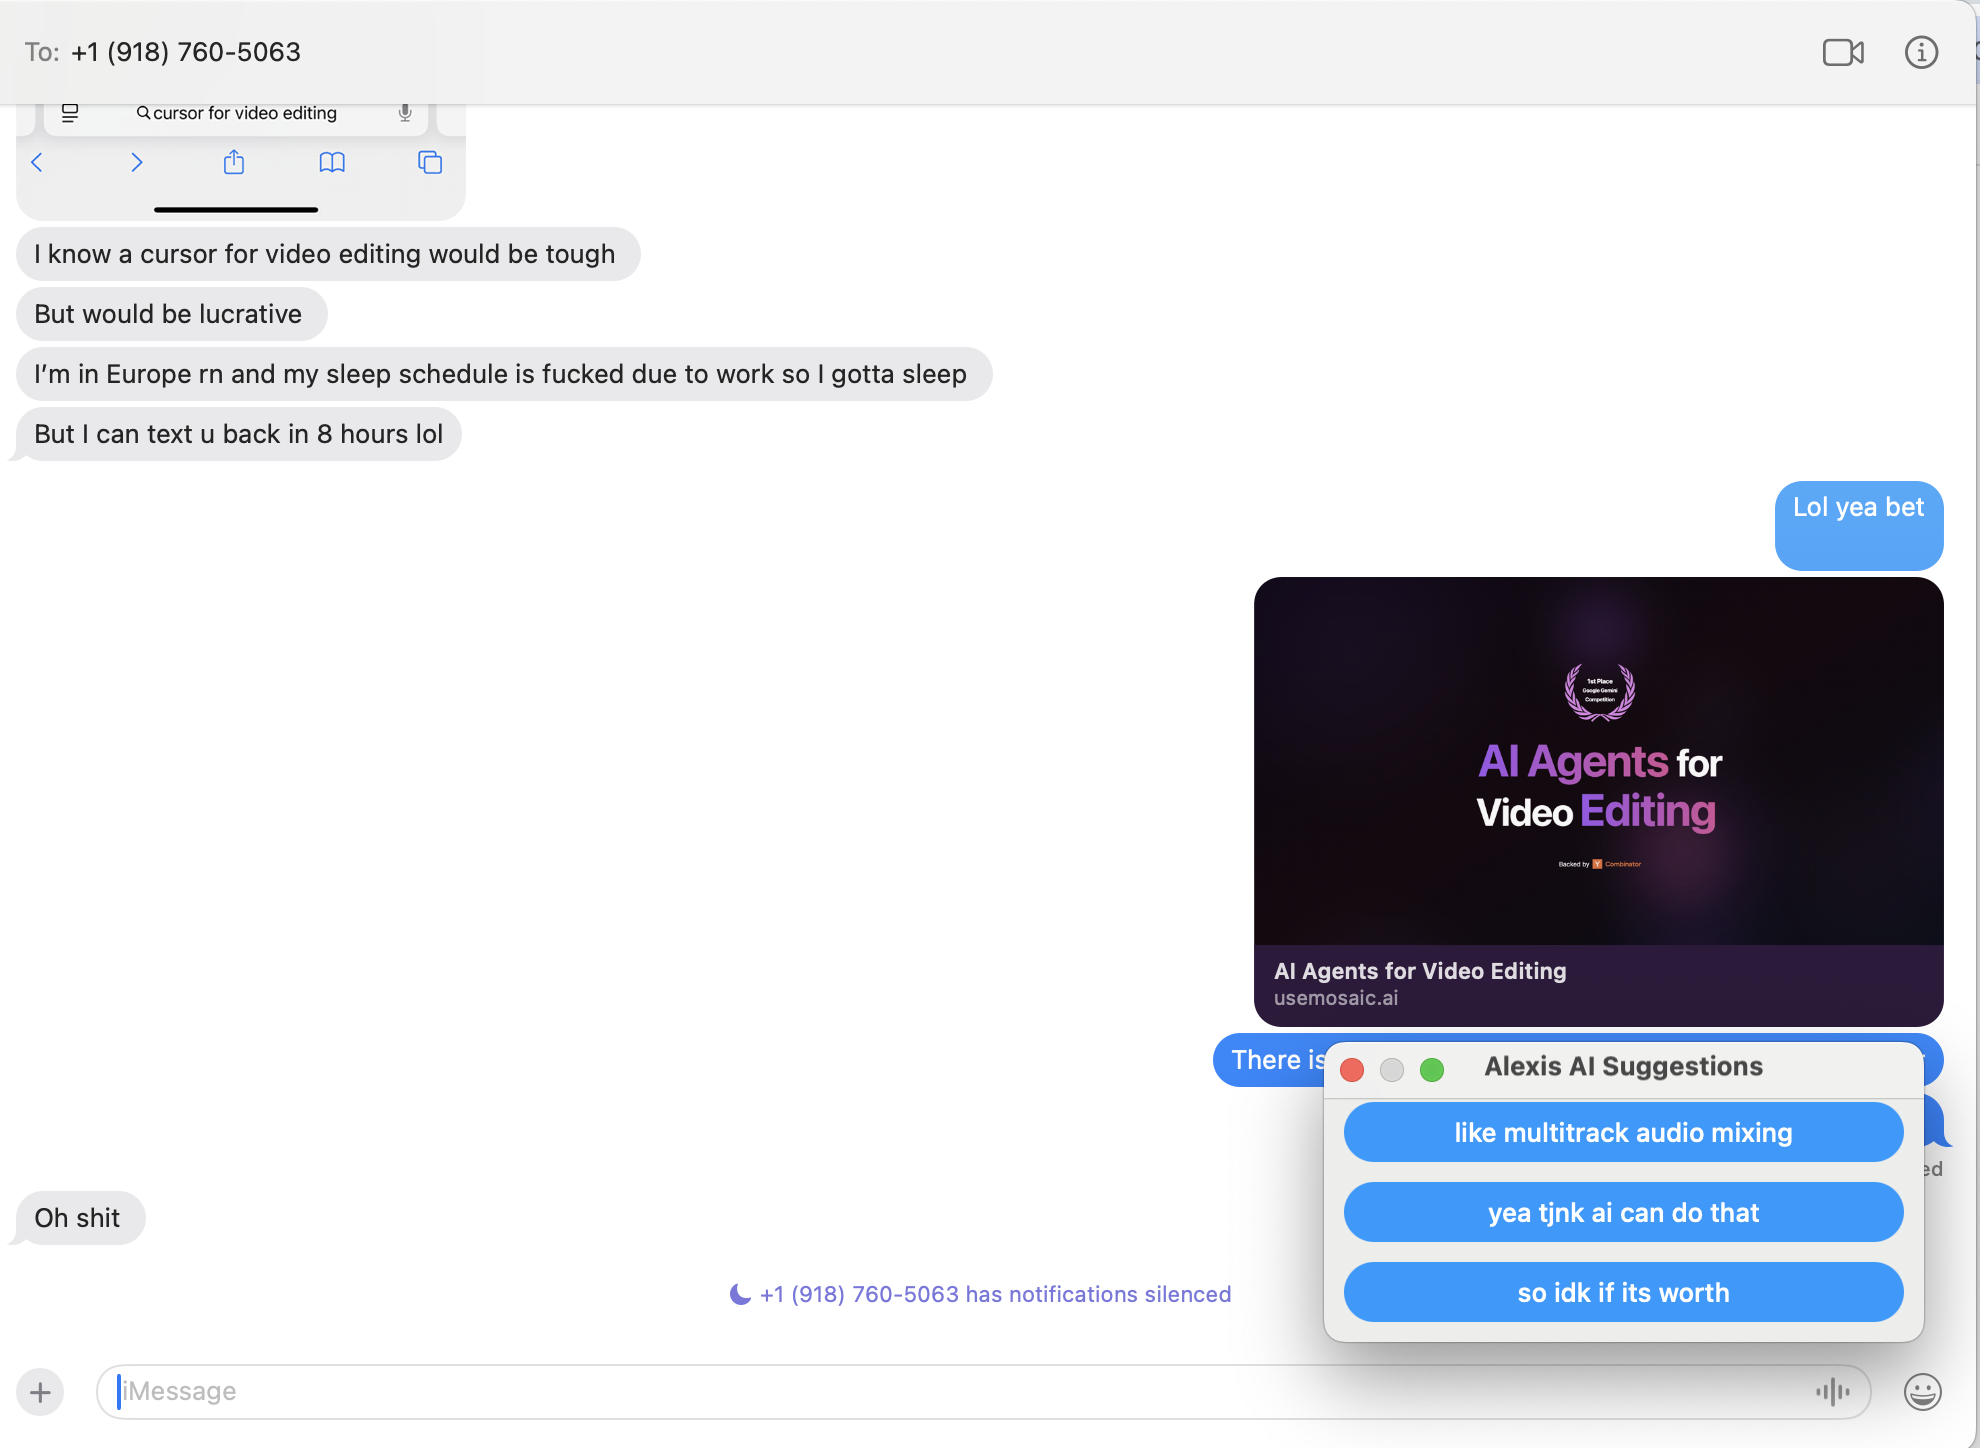 To: +1 (918) 760-5063
cursor for video editing
I know a cursor for video editing would be tough
But would be lucrative
I'm in Europe rn and my sleep schedule is fucked due to work so I gotta sleep
But I can text u back in 8 hours lol
Lol yea bet
1st Place
Google Gemini
Competition
AI Agents for
Video Editing
Backed by Y Combinator
AI Agents for Video Editing
usemosaic.ai
There is
Alexis AI Suggestions
like multitrack audio mixing
yea tjnk ai can do that
so idk if its worth
ed
Oh shit
+1 (918) 760-5063 has notifications silenced
iMessage